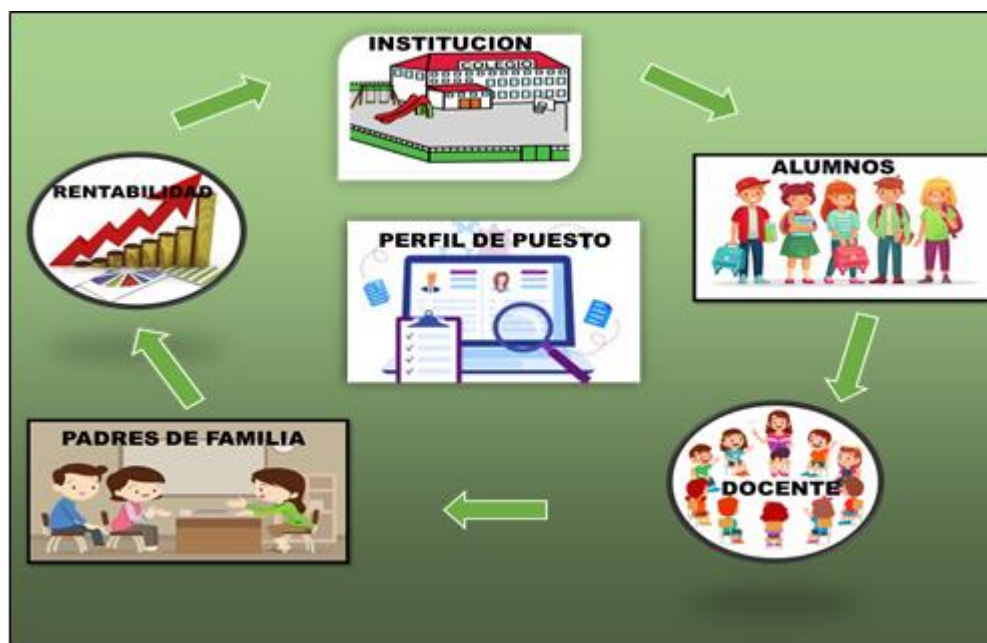 INSTITUCION
COLEGIO
ALUMNOS
RENTABILIDAD
PERFIL DE PUESTO
PADRES DE FAMILIA
DOCENTE